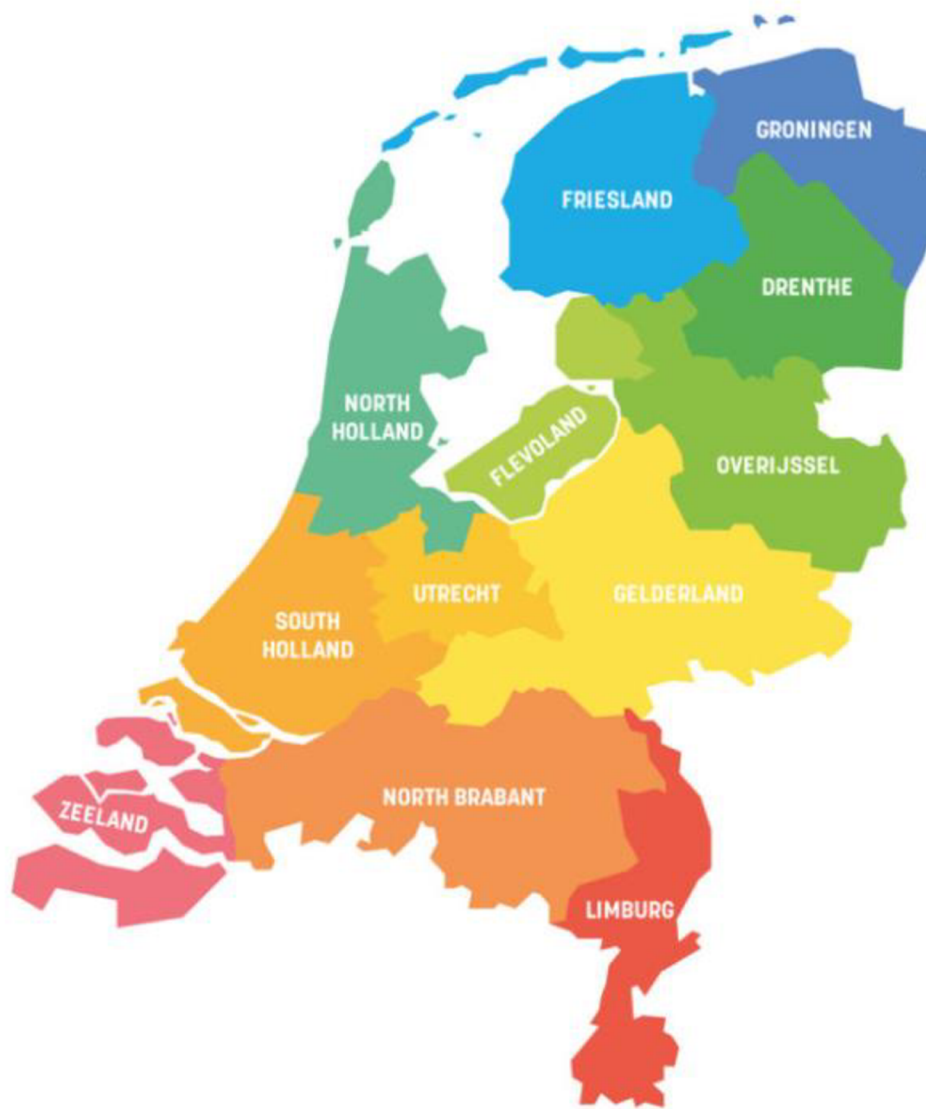 GRONINGEN
FRIESLAND
DRENTHE
NORTH
HOLLAND
FLEVOLAND
OVERIJSSEL
UTRECHT
GELDERLAND
SOUTH
HOLLAND
NORTH BRABANT
ZEELAND
LIMBURG